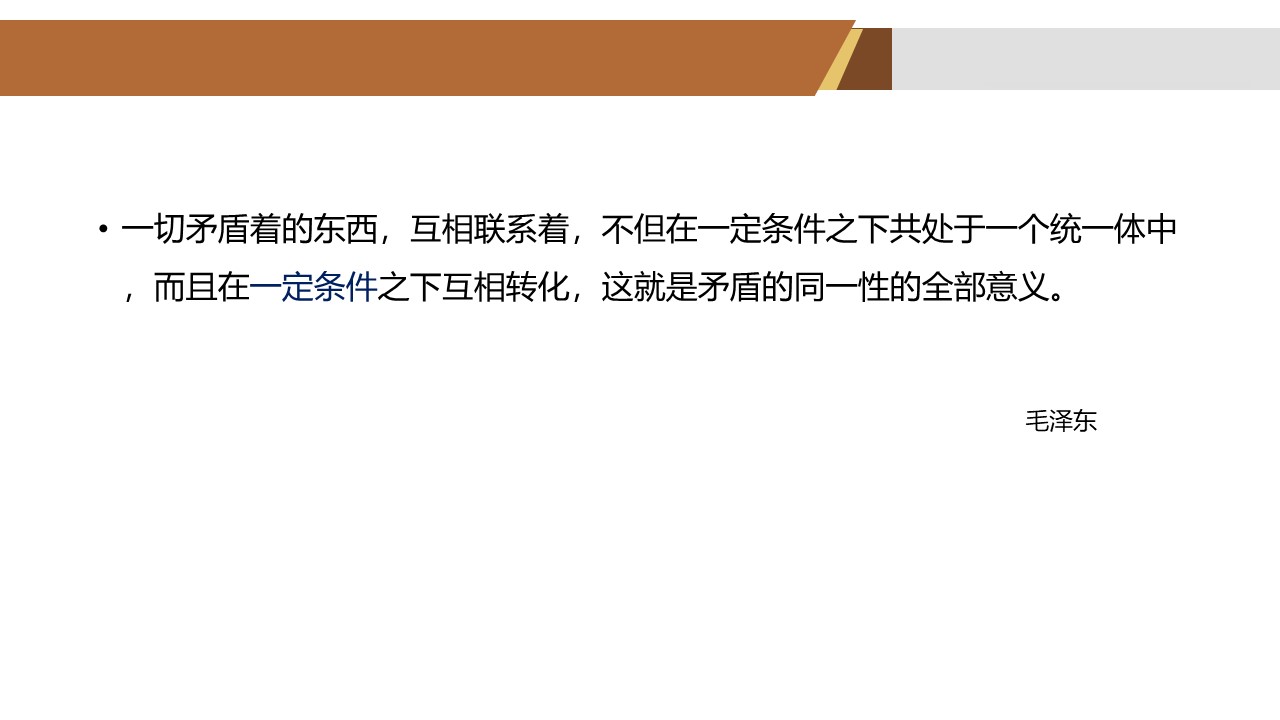 • 一切矛盾着的东西，互相联系着，不但在一定条件之下共处于一个统一体中
，而且在一定条件之下互相转化，这就是矛盾的同一性的全部意义。
毛泽东